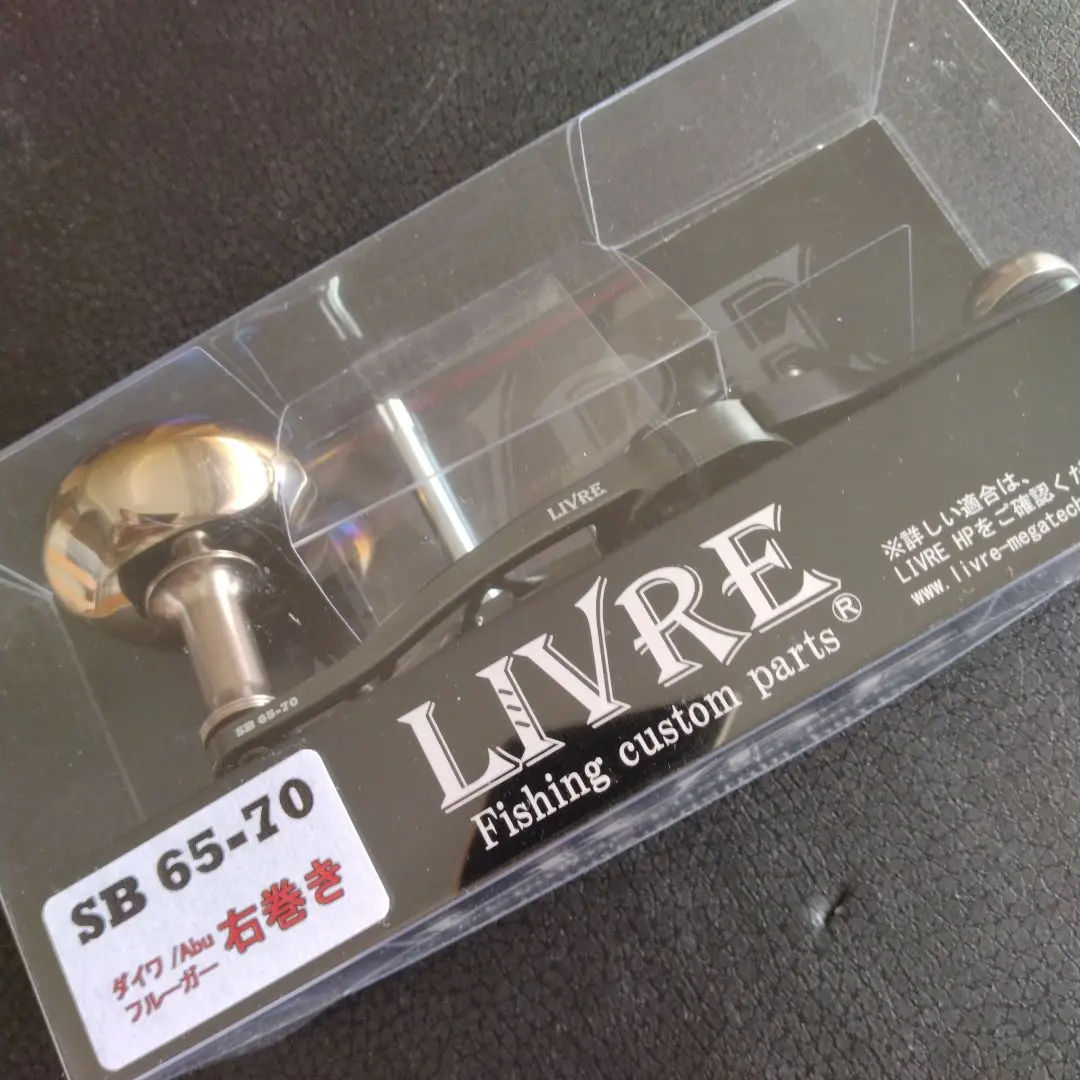 LIVRE
SB 65-70
LIVRE®
Fishing custom parts
※詳しい適合は、
LIVRE HPをご確認くだ
www.livre-megatech
SB 65-70
ダイワ/Abu
フルーガー
右巻き